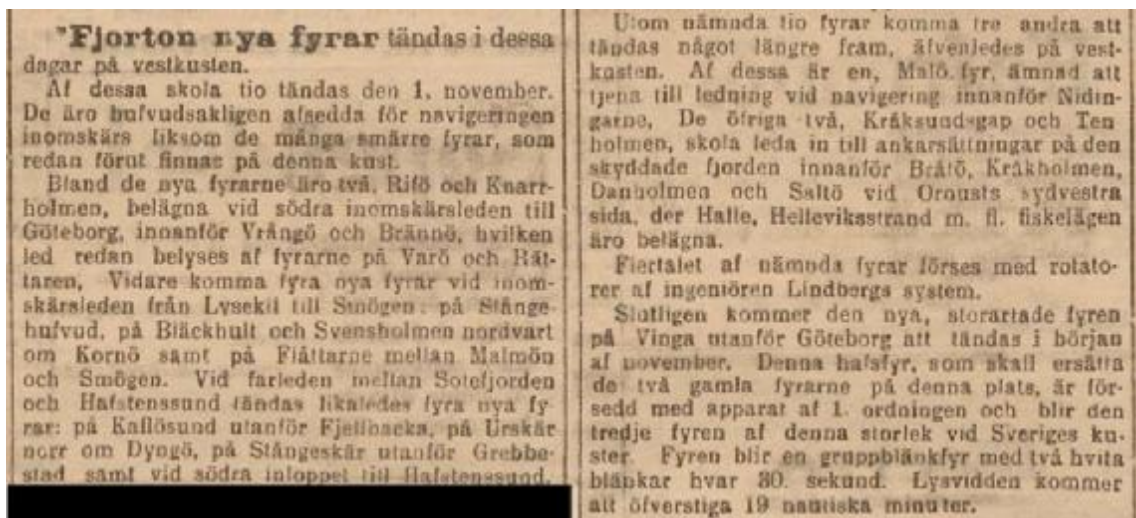 "Fjorton nya fyrar tändas i dessa
dagar på vestkusten.
Af dessa skola tio tändas den 1. november.
De äro hufvudsakligen afsedda för navigeringen
inomskärs liksom de många smärre fyrar, som
redan förut finnas på denna kust.
Bland de nya fyrarne äro två, Rifö och Knarr-
holmen, belägna vid södra inomskärsleden till
Göteborg, innanför Vrångö och Brännö, hvilken
led redan belyses af fyrarne på Varö och Rät-
taren. Vidare komma fyra nya fyrar vid inom-
skärsleden från Lysekil till Smögen: på Stånge-
hufvud, på Bläckhult och Svensholmen nordvart
om Kornö samt på Flåttarne mellan Malmön
och Smögen. Vid farleden mellan Sotefjorden
och Hafstenssund tändas likaledes fyra nya fy-
rar: på Kallösund utanför Fjellbacka, på Urskär
norr om Dyngö, på Stångeskär utanför Grebbe-
stad samt vid södra inloppet till Hafstenssund.
Utom nämnda tio fyrar komma tre andra att
tändas något längre fram, äfvenledes på vest-
kusten. Af dessa är en, Malö fyr, ämnad att
tjena till ledning vid navigering innanför Nidin-
garne. De öfriga två, Kråksundsgap och Ten
holmen, skola leda in till ankarsättningar på den
skyddade fjorden innanför Bråtö, Kråkholmen,
Danholmen och Saltö vid Orousts sydvestra
sida, der Halle, Helleviksstrand m. fl. fiskelägen
äro belägna.
Flertalet af nämnda fyrar förses med rotato-
rer af ingeniören Lindbergs system.
Slutligen kommer den nya, storartade fyren
på Vinga utanför Göteborg att tändas i början
af november. Denna hafsfyr, som skall ersätta
de två gamla fyrarne på denna plats, är för-
sedd med apparat af 1. ordningen och blir den
tredje fyren af denna storlek vid Sveriges ku-
ster. Fyren blir en gruppblänkfyr med två hvita
blänkar hvar 30. sekund. Lysvidden kommer
att öfverstiga 19 nautiska minuter.